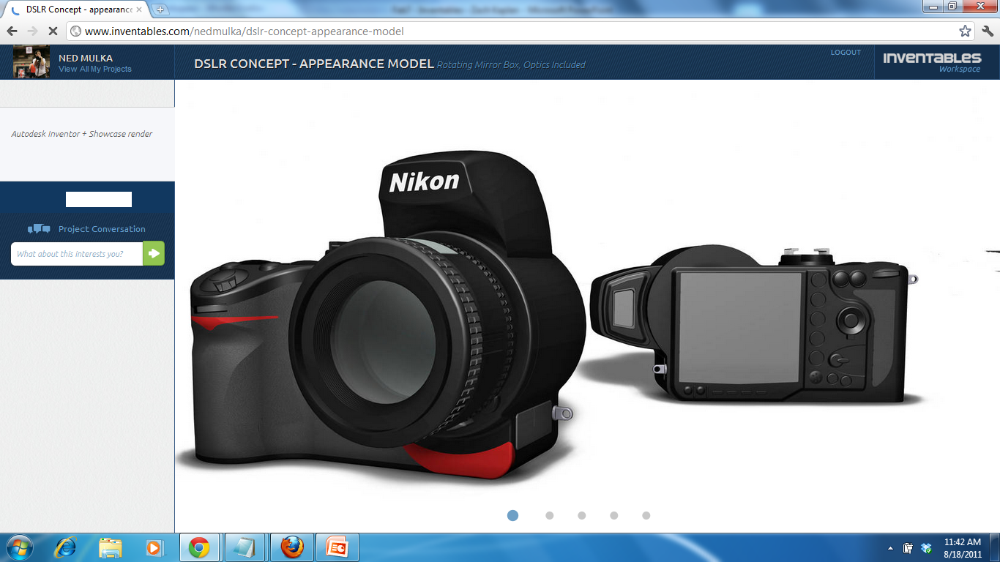 DSLR Concept - appearance
www.inventables.com/nedmulka/dslr-concept-appearance-model
NED MULKA
View All My Projects
DSLR CONCEPT - APPEARANCE MODEL Rotating Mirror Box, Optics Included
LOGOUT
INVENTABLES
Workspace
Autodesk Inventor + Showcase render
Project Conversation
What about this interests you?
Nikon
11:42 AM
8/18/2011